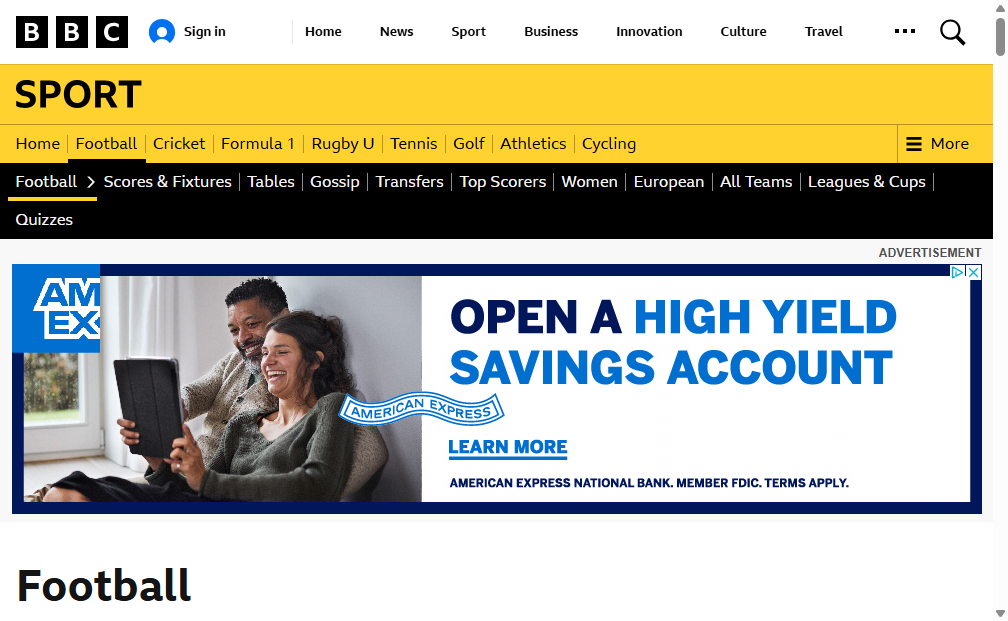 BBC Sign in Home News Sport Business Innovation Culture Travel
SPORT
Home Football Cricket Formula 1 Rugby U Tennis Golf Athletics Cycling More
Football Scores & Fixtures Tables Gossip Transfers Top Scorers Women European All Teams Leagues & Cups
Quizzes
ADVERTISEMENT
AM
EX
OPEN A HIGH YIELD
SAVINGS ACCOUNT
AMERICAN EXPRESS
LEARN MORE
AMERICAN EXPRESS NATIONAL BANK. MEMBER FDIC. TERMS APPLY.
Football